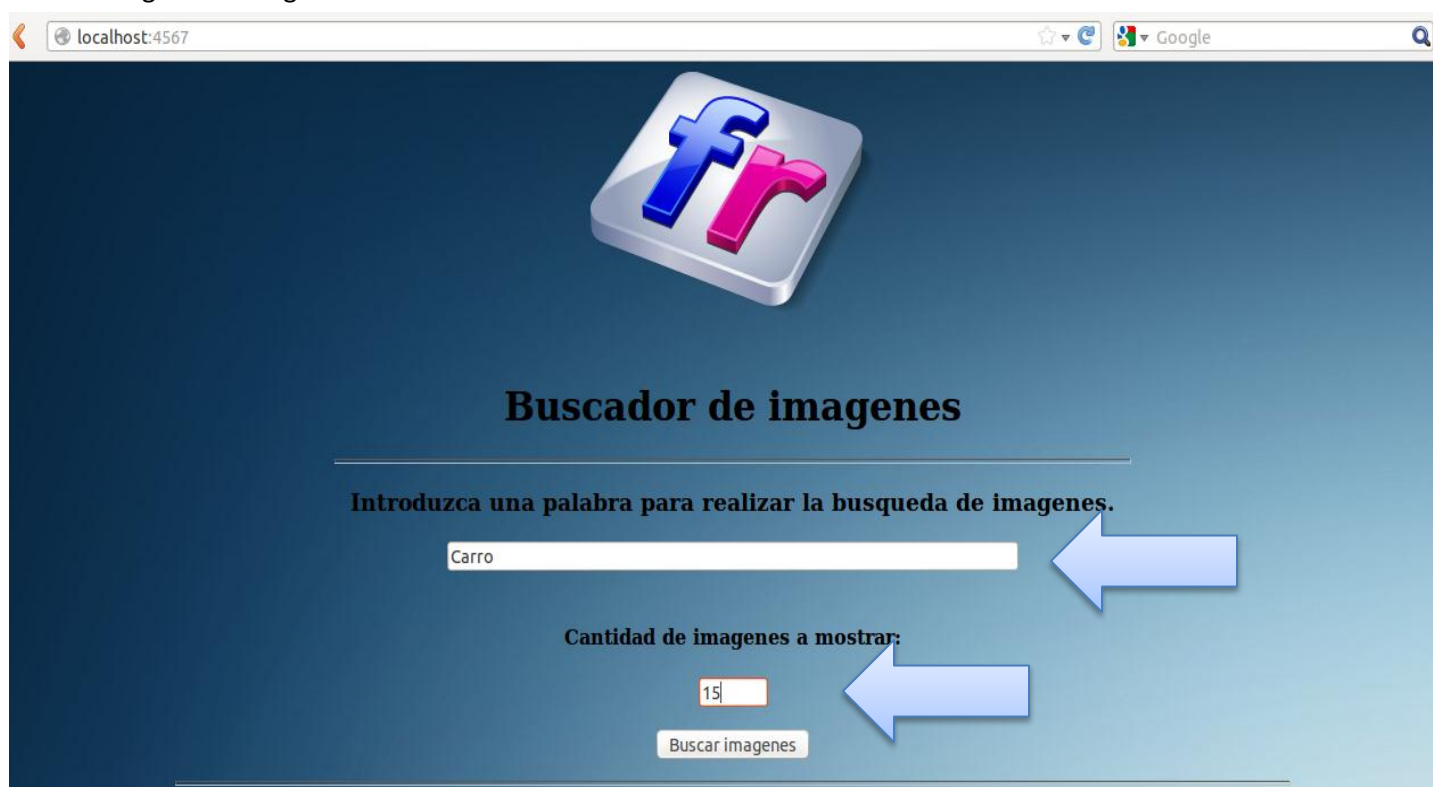 localhost:4567
Google
fr
Buscador de imagenes
Introduzca una palabra para realizar la busqueda de imagenes.
Carro
Cantidad de imagenes a mostrar:
15
Buscar imagenes